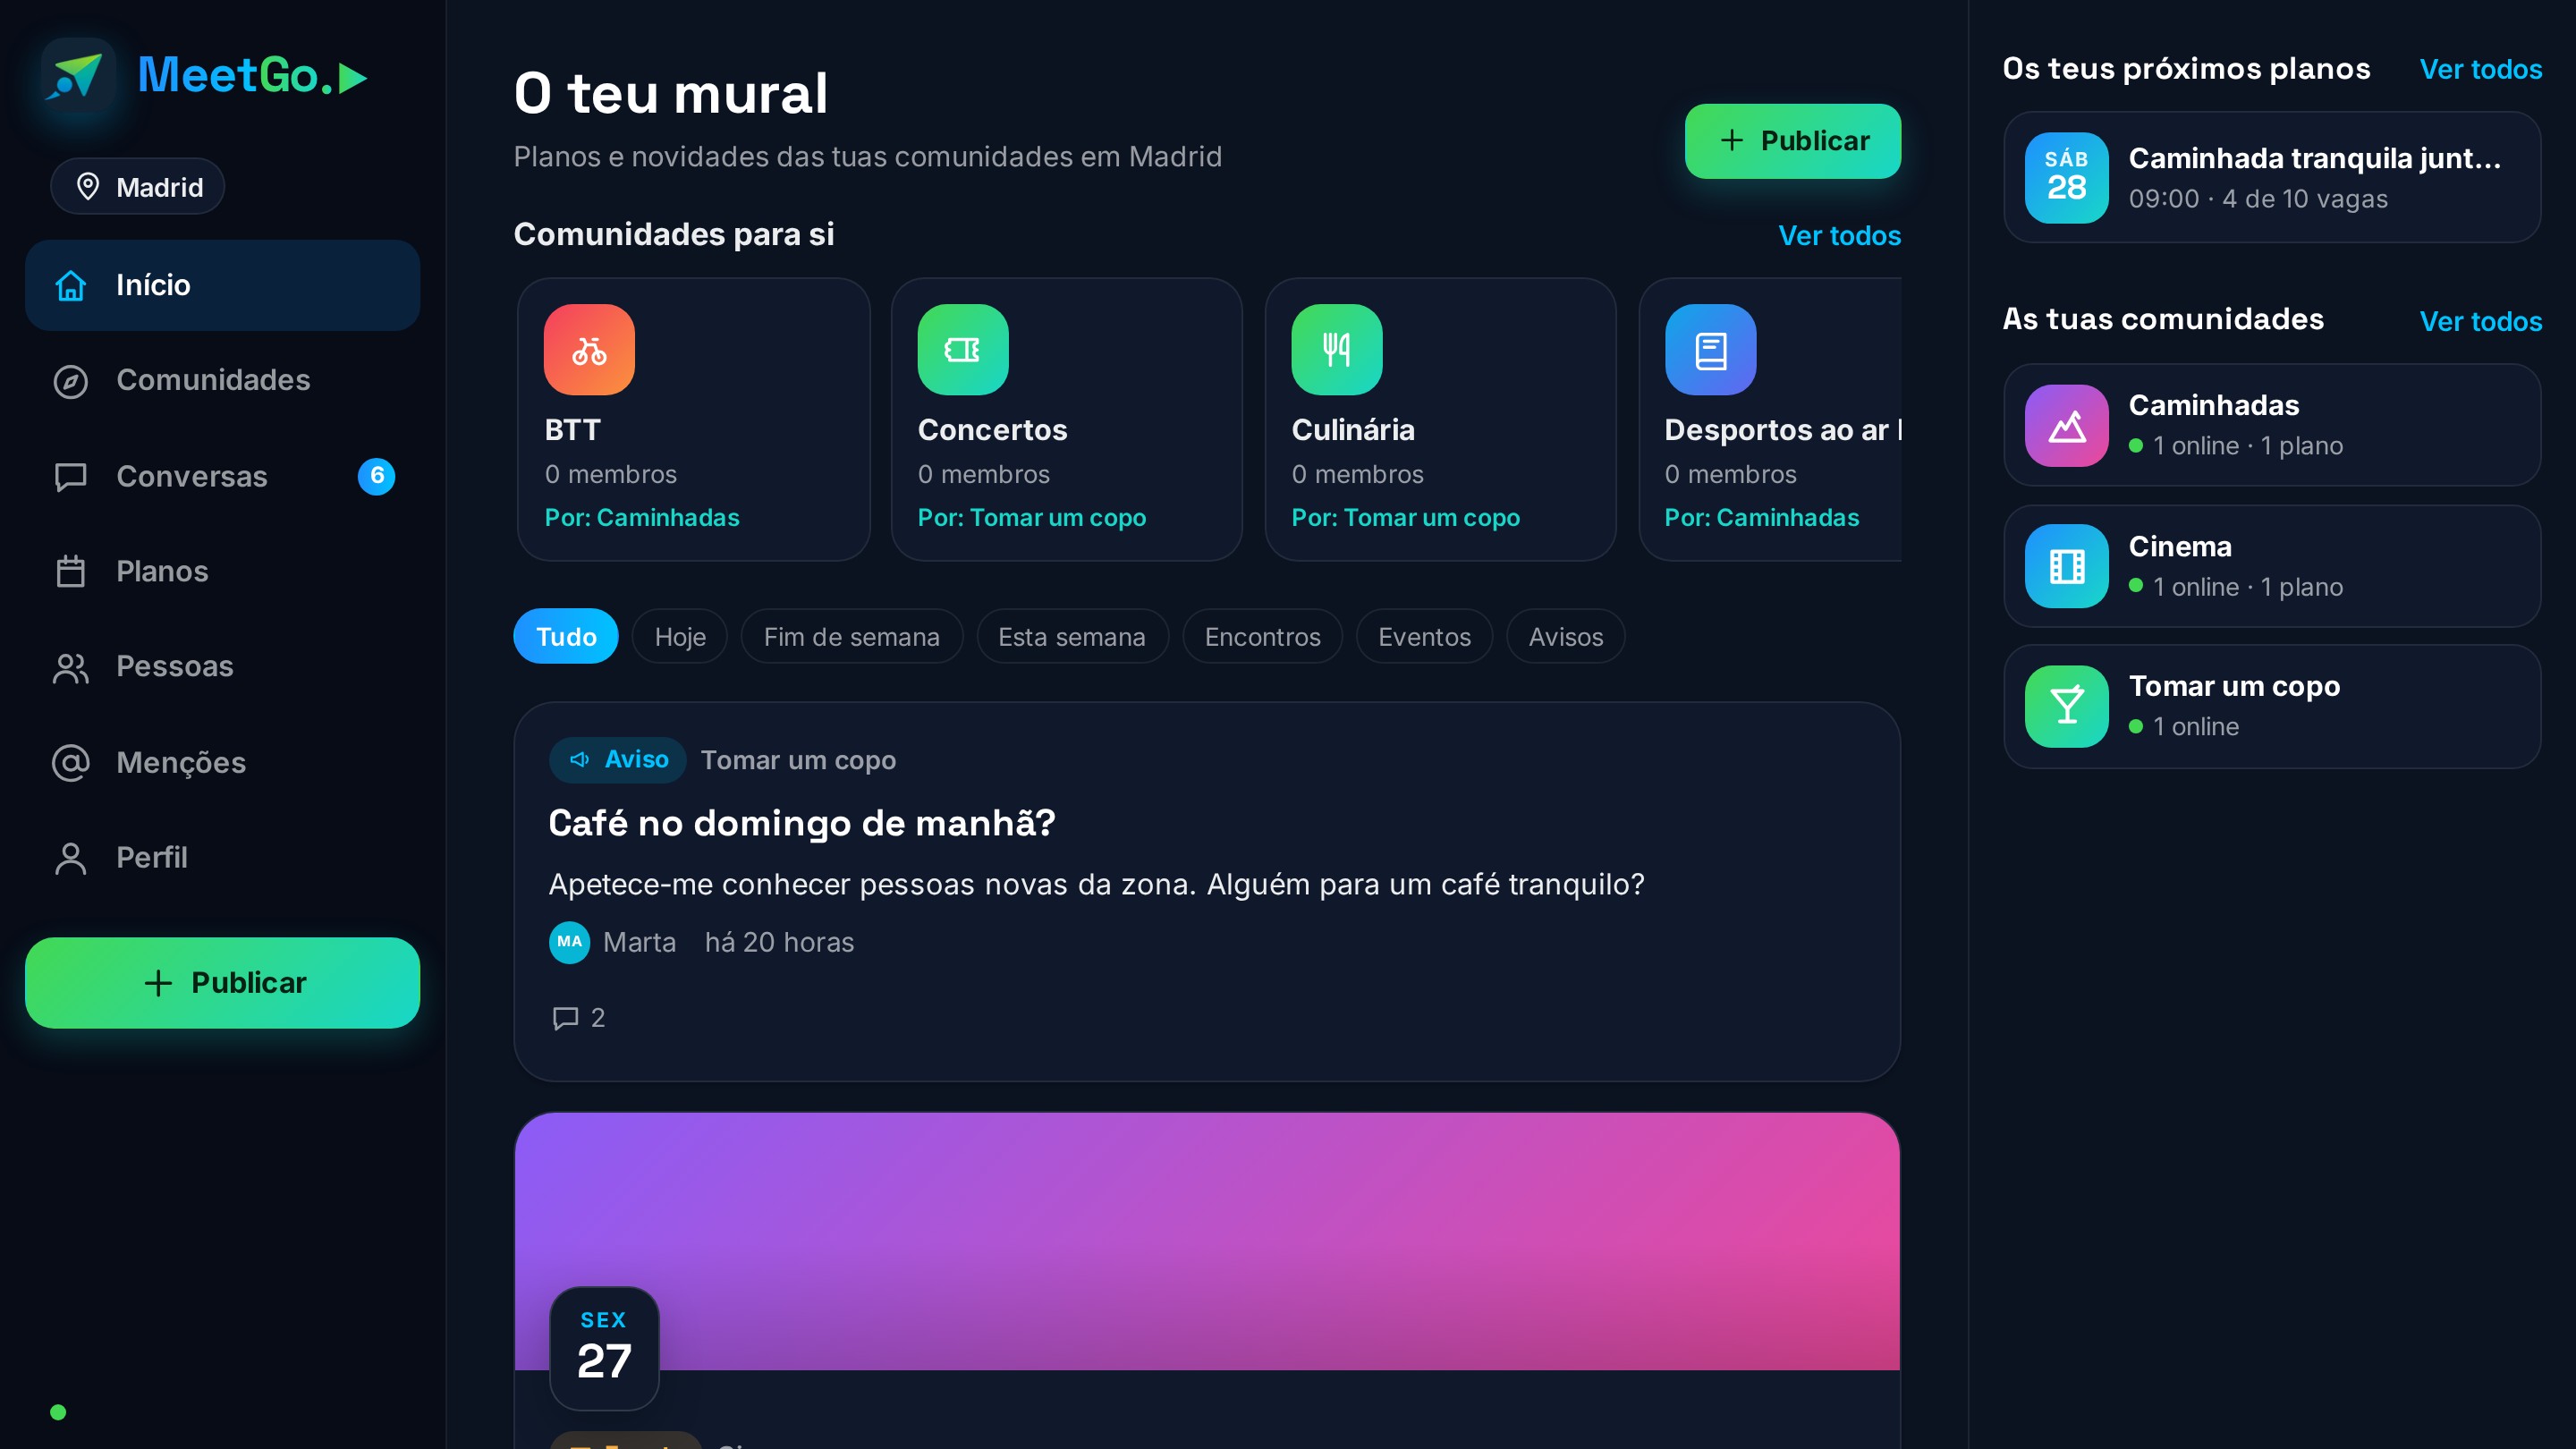 MeetGo.
Madrid
Início
Comunidades
Conversas
6
Planos
Pessoas
Menções
Perfil
+ Publicar
O teu mural
Planos e novidades das tuas comunidades em Madrid
+ Publicar
Comunidades para si
Ver todos
BTT
0 membros
Por: Caminhadas
Concertos
0 membros
Por: Tomar um copo
Culinária
0 membros
Por: Tomar um copo
Desportos ao ar
0 membros
Por: Caminhadas
Tudo
Hoje
Fim de semana
Esta semana
Encontros
Eventos
Avisos
Aviso
Tomar um copo
Café no domingo de manhã?
Apetece-me conhecer pessoas novas da zona. Alguém para um café tranquilo?
MA
Marta
há 20 horas
2
SEX
27
Os teus próximos planos
Ver todos
SÁB
28
Caminhada tranquila junt...
09:00 · 4 de 10 vagas
As tuas comunidades
Ver todos
Caminhadas
1 online · 1 plano
Cinema
1 online · 1 plano
Tomar um copo
1 online